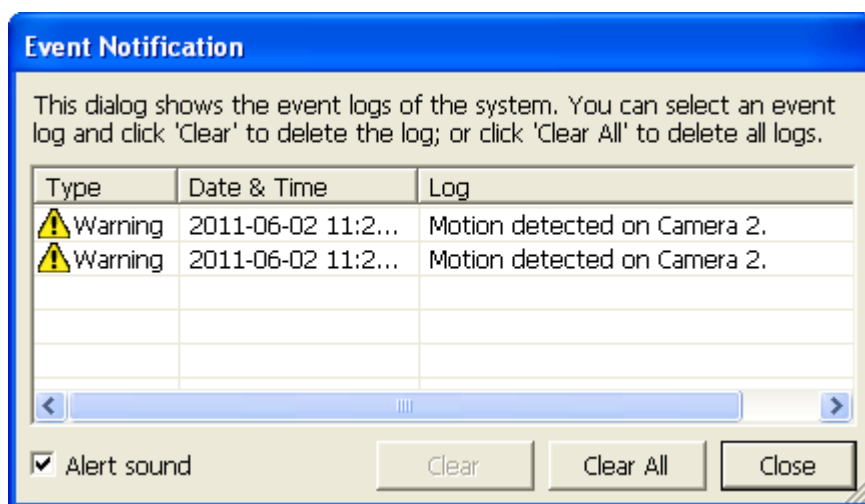 Event Notification
This dialog shows the event logs of the system. You can select an event
log and click 'Clear' to delete the log; or click 'Clear All' to delete all logs.
Type Date & Time Log
Warning 2011-06-02 11:2... Motion detected on Camera 2.
Warning 2011-06-02 11:2... Motion detected on Camera 2.
Alert sound Clear Clear All Close